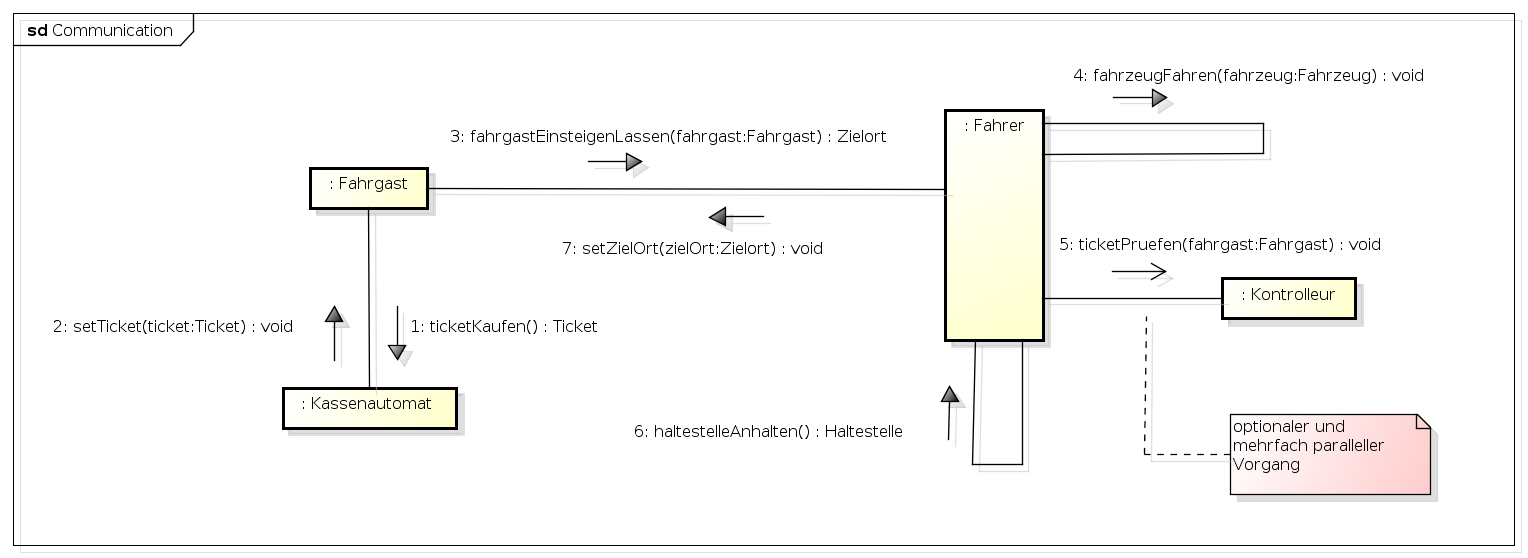 sd Communication
4: fahrzeugFahren(fahrzeug:Fahrzeug) : void
: Fahrer
3: fahrgastEinsteigenLassen(fahrgast:Fahrgast) : Zielort
: Fahrgast
7: setZielOrt(zielOrt:Zielort) : void
5: ticketPruefen(fahrgast:Fahrgast) : void
: Kontrolleur
2: setTicket(ticket:Ticket) : void
1: ticketKaufen() : Ticket
: Kassenautomat
6: haltestelleAnhalten() : Haltestelle
optionaler und
mehrfach paralleller
Vorgang